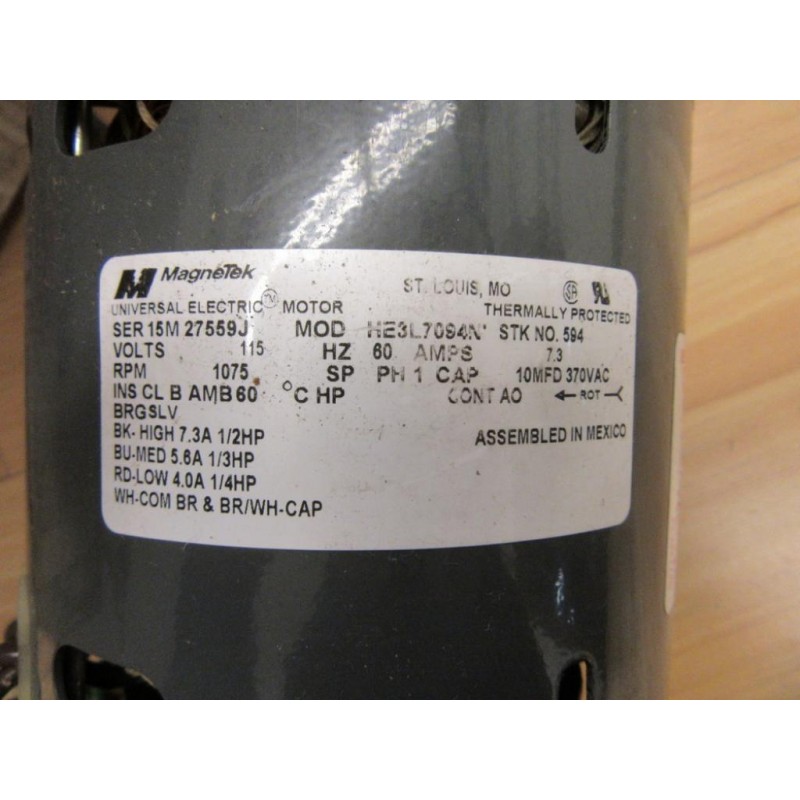 MagneTek ST. LOUIS, MO
UNIVERSAL ELECTRIC TM MOTOR THERMALLY PROTECTED
SER 15M 27559J MOD HE3L7094N STK NO. 594
VOLTS 115 HZ 60 AMPS 7.3
RPM 1075 SP PH 1 CAP 10MFD 370VAC
INS CL B AMB 60 °C HP CONT AO ROT
BRG SLV
BK- HIGH 7.3A 1/2HP ASSEMBLED IN MEXICO
BU-MED 5.6A 1/3HP
RD-LOW 4.0A 1/4HP
WH-COM BR & BR/WH-CAP